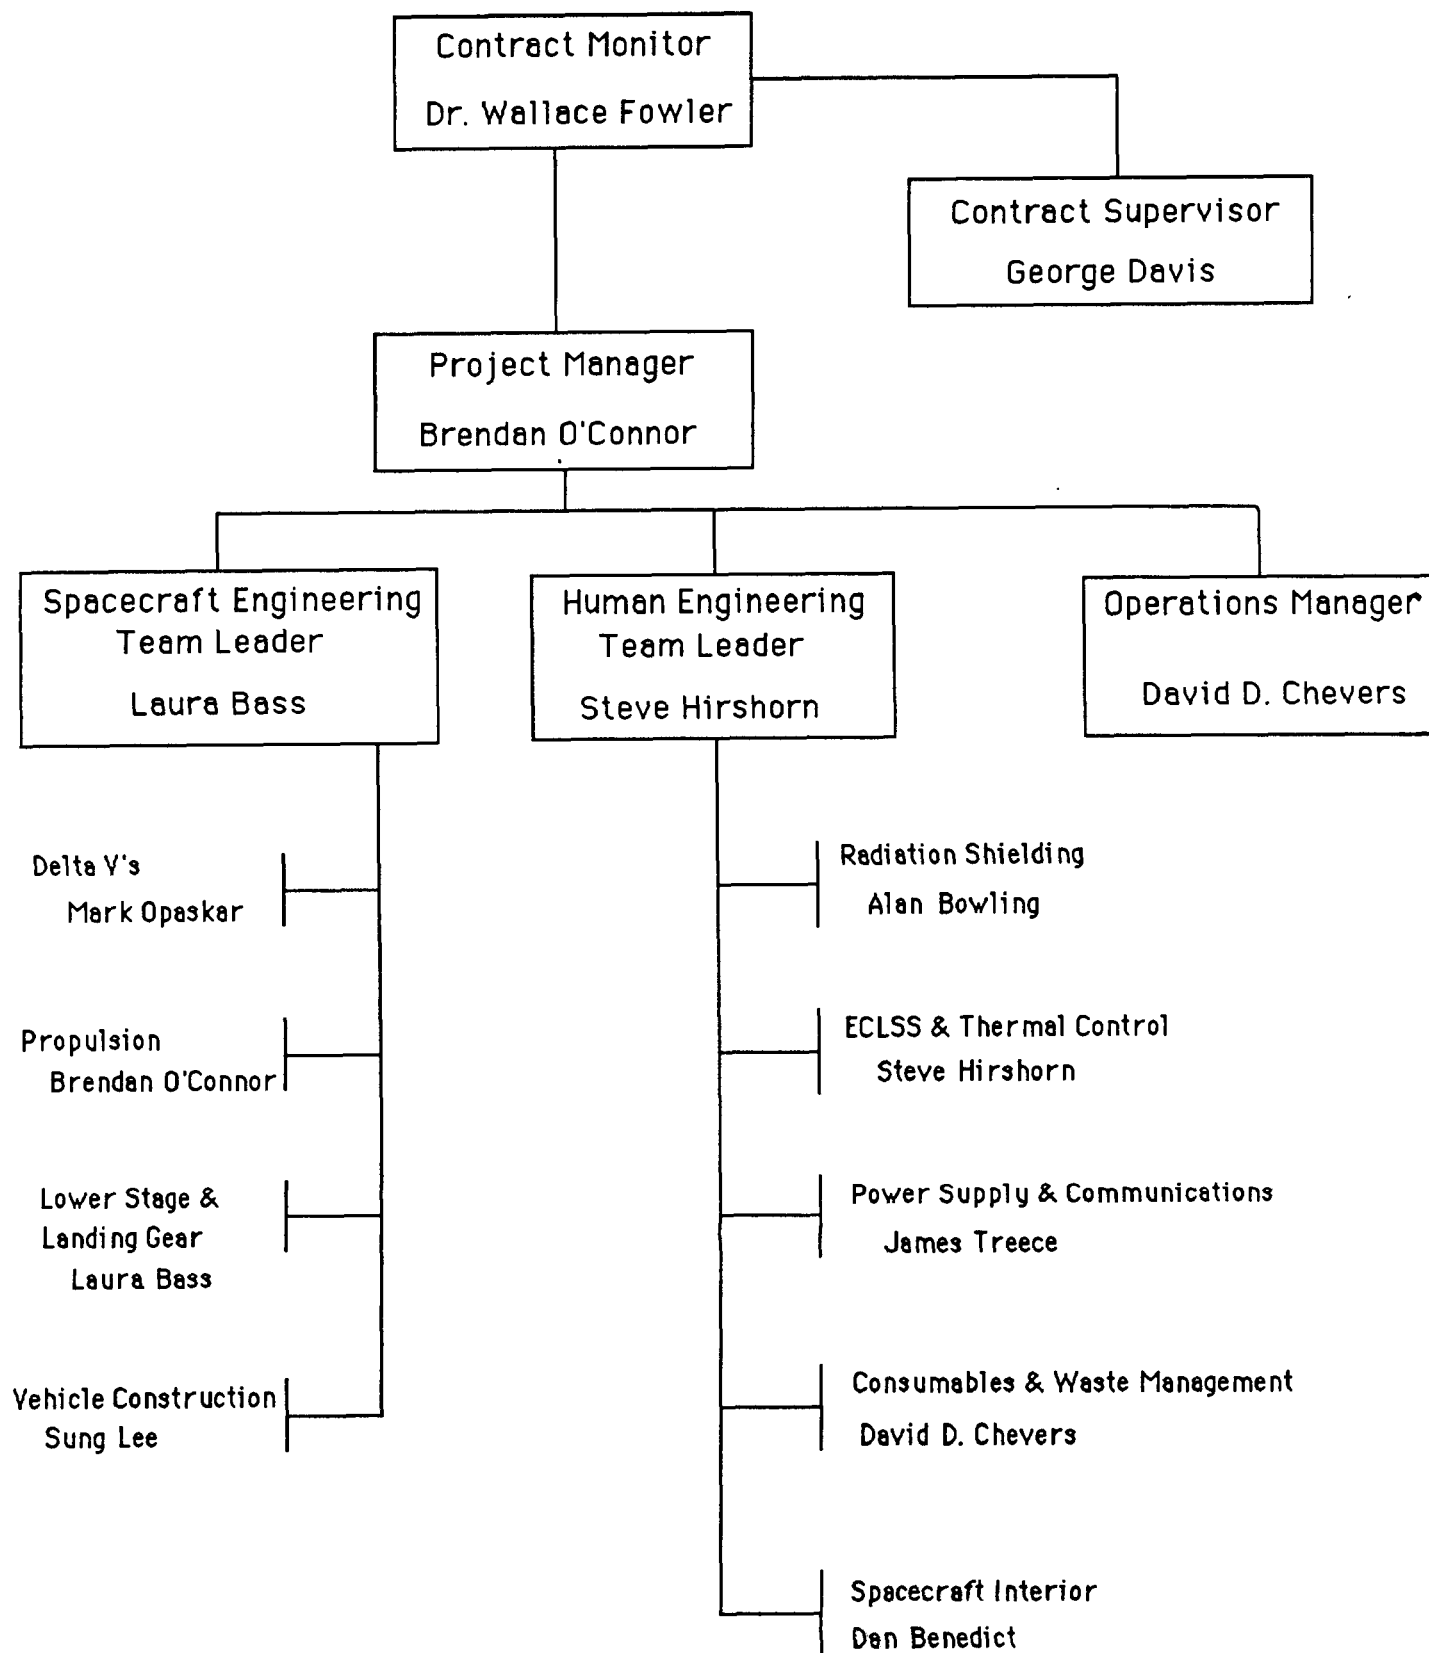 Contract Monitor
Dr. Wallace Fowler
Contract Supervisor
George Davis
Project Manager
Brendan O'Connor
Spacecraft Engineering
Team Leader
Laura Bass
Human Engineering
Team Leader
Steve Hirshorn
Operations Manager
David D. Chevers
Delta V's
Mark Opaskar
Propulsion
Brendan O'Connor
Lower Stage &
Landing Gear
Laura Bass
Vehicle Construction
Sung Lee
Radiation Shielding
Alan Bowling
ECLSS & Thermal Control
Steve Hirshorn
Power Supply & Communications
James Treece
Consumables & Waste Management
David D. Chevers
Spacecraft Interior
Dan Benedict